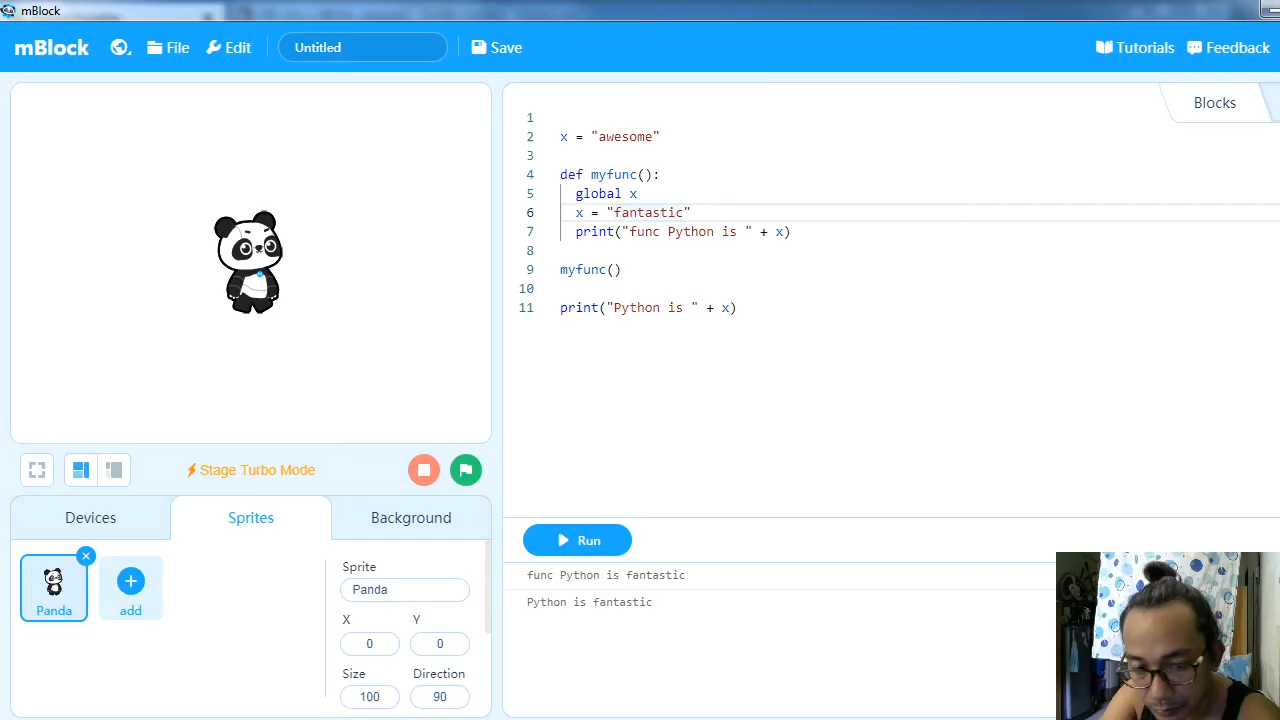 mBlock
mBlock
File
Edit
Untitled
Save
Tutorials
Feedback
Blocks
1
2 x = "awesome"
3
4 def myfunc():
5 global x
6 x = "fantastic"
7 print("func Python is " + x)
8
9 myfunc()
10
11 print("Python is " + x)
Stage Turbo Mode
Devices
Sprites
Background
Panda
add
Sprite
Panda
X Y
0 0
Size Direction
100 90
Run
func Python is fantastic
Python is fantastic